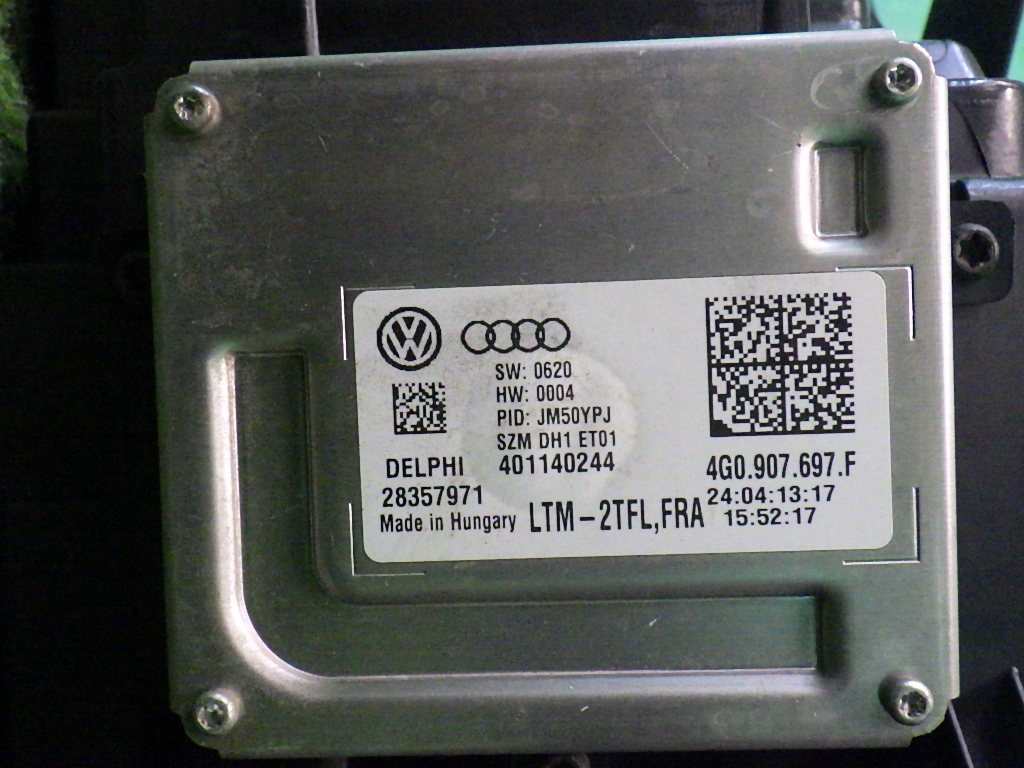 SW: 0620
HW: 0004
PID: JM50YPJ
SZM DH1 ET01
DELPHI 401140244
4G0.907.697.F
28357971
24:04:13:17
Made in Hungary LTM-2TFL,FRA
15:52:17